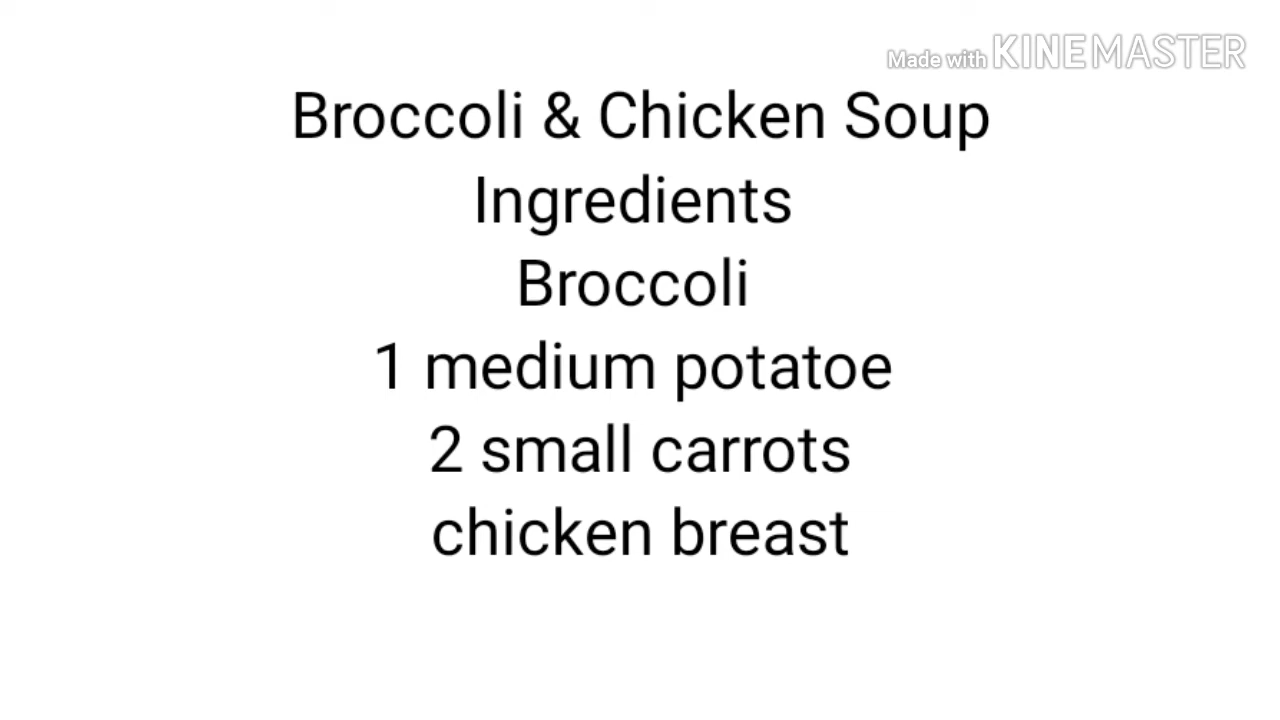 Made with KINEMASTER
Broccoli & Chicken Soup
Ingredients
Broccoli
1 medium potatoe
2 small carrots
chicken breast